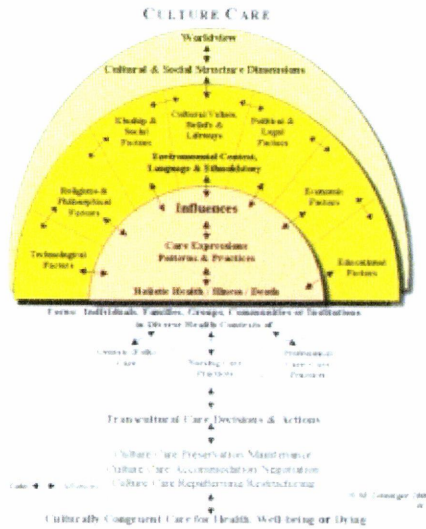 CULTURE CARE
Worldview
Cultural & Social Structure Dimensions
Kinship &
Social
Factors
Cultural Values,
Beliefs &
Lifeways
Political &
Legal
Factors
Environmental Context,
Language & Ethnohistory
Religious &
Philosophical
Factors
Economic
Factors
Influences
Care Expressions
Patterns & Practices
Technological
Factors
Educational
Factors
Holistic Health / Illness / Death
Focus: Individuals, Families, Groups, Communities or Institutions
in Diverse Health Contexts of
Care
Nursing Care
Practices
Professional
Practices
Transcultural Care Decisions & Actions
Culture Care Preservation/Maintenance
Culture Care Accommodation/Negotiation
Culture Care Repatterning/Restructuring
Culturally Congruent Care for Health, Well-being or Dying